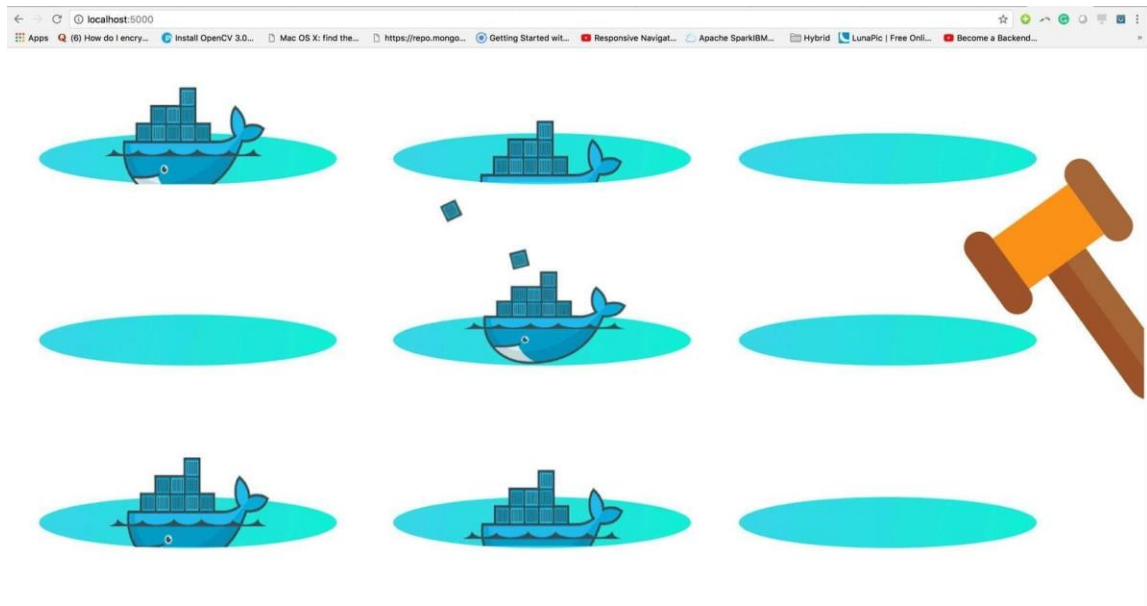 localhost:5000
Apps (6) How do I encry... Install OpenCV 3.0... Mac OS X: find the... https://repo.mongo... Getting Started wit... Responsive Navigat... Apache SparkIBM... Hybrid LunaPic | Free Onli... Become a Backend... »